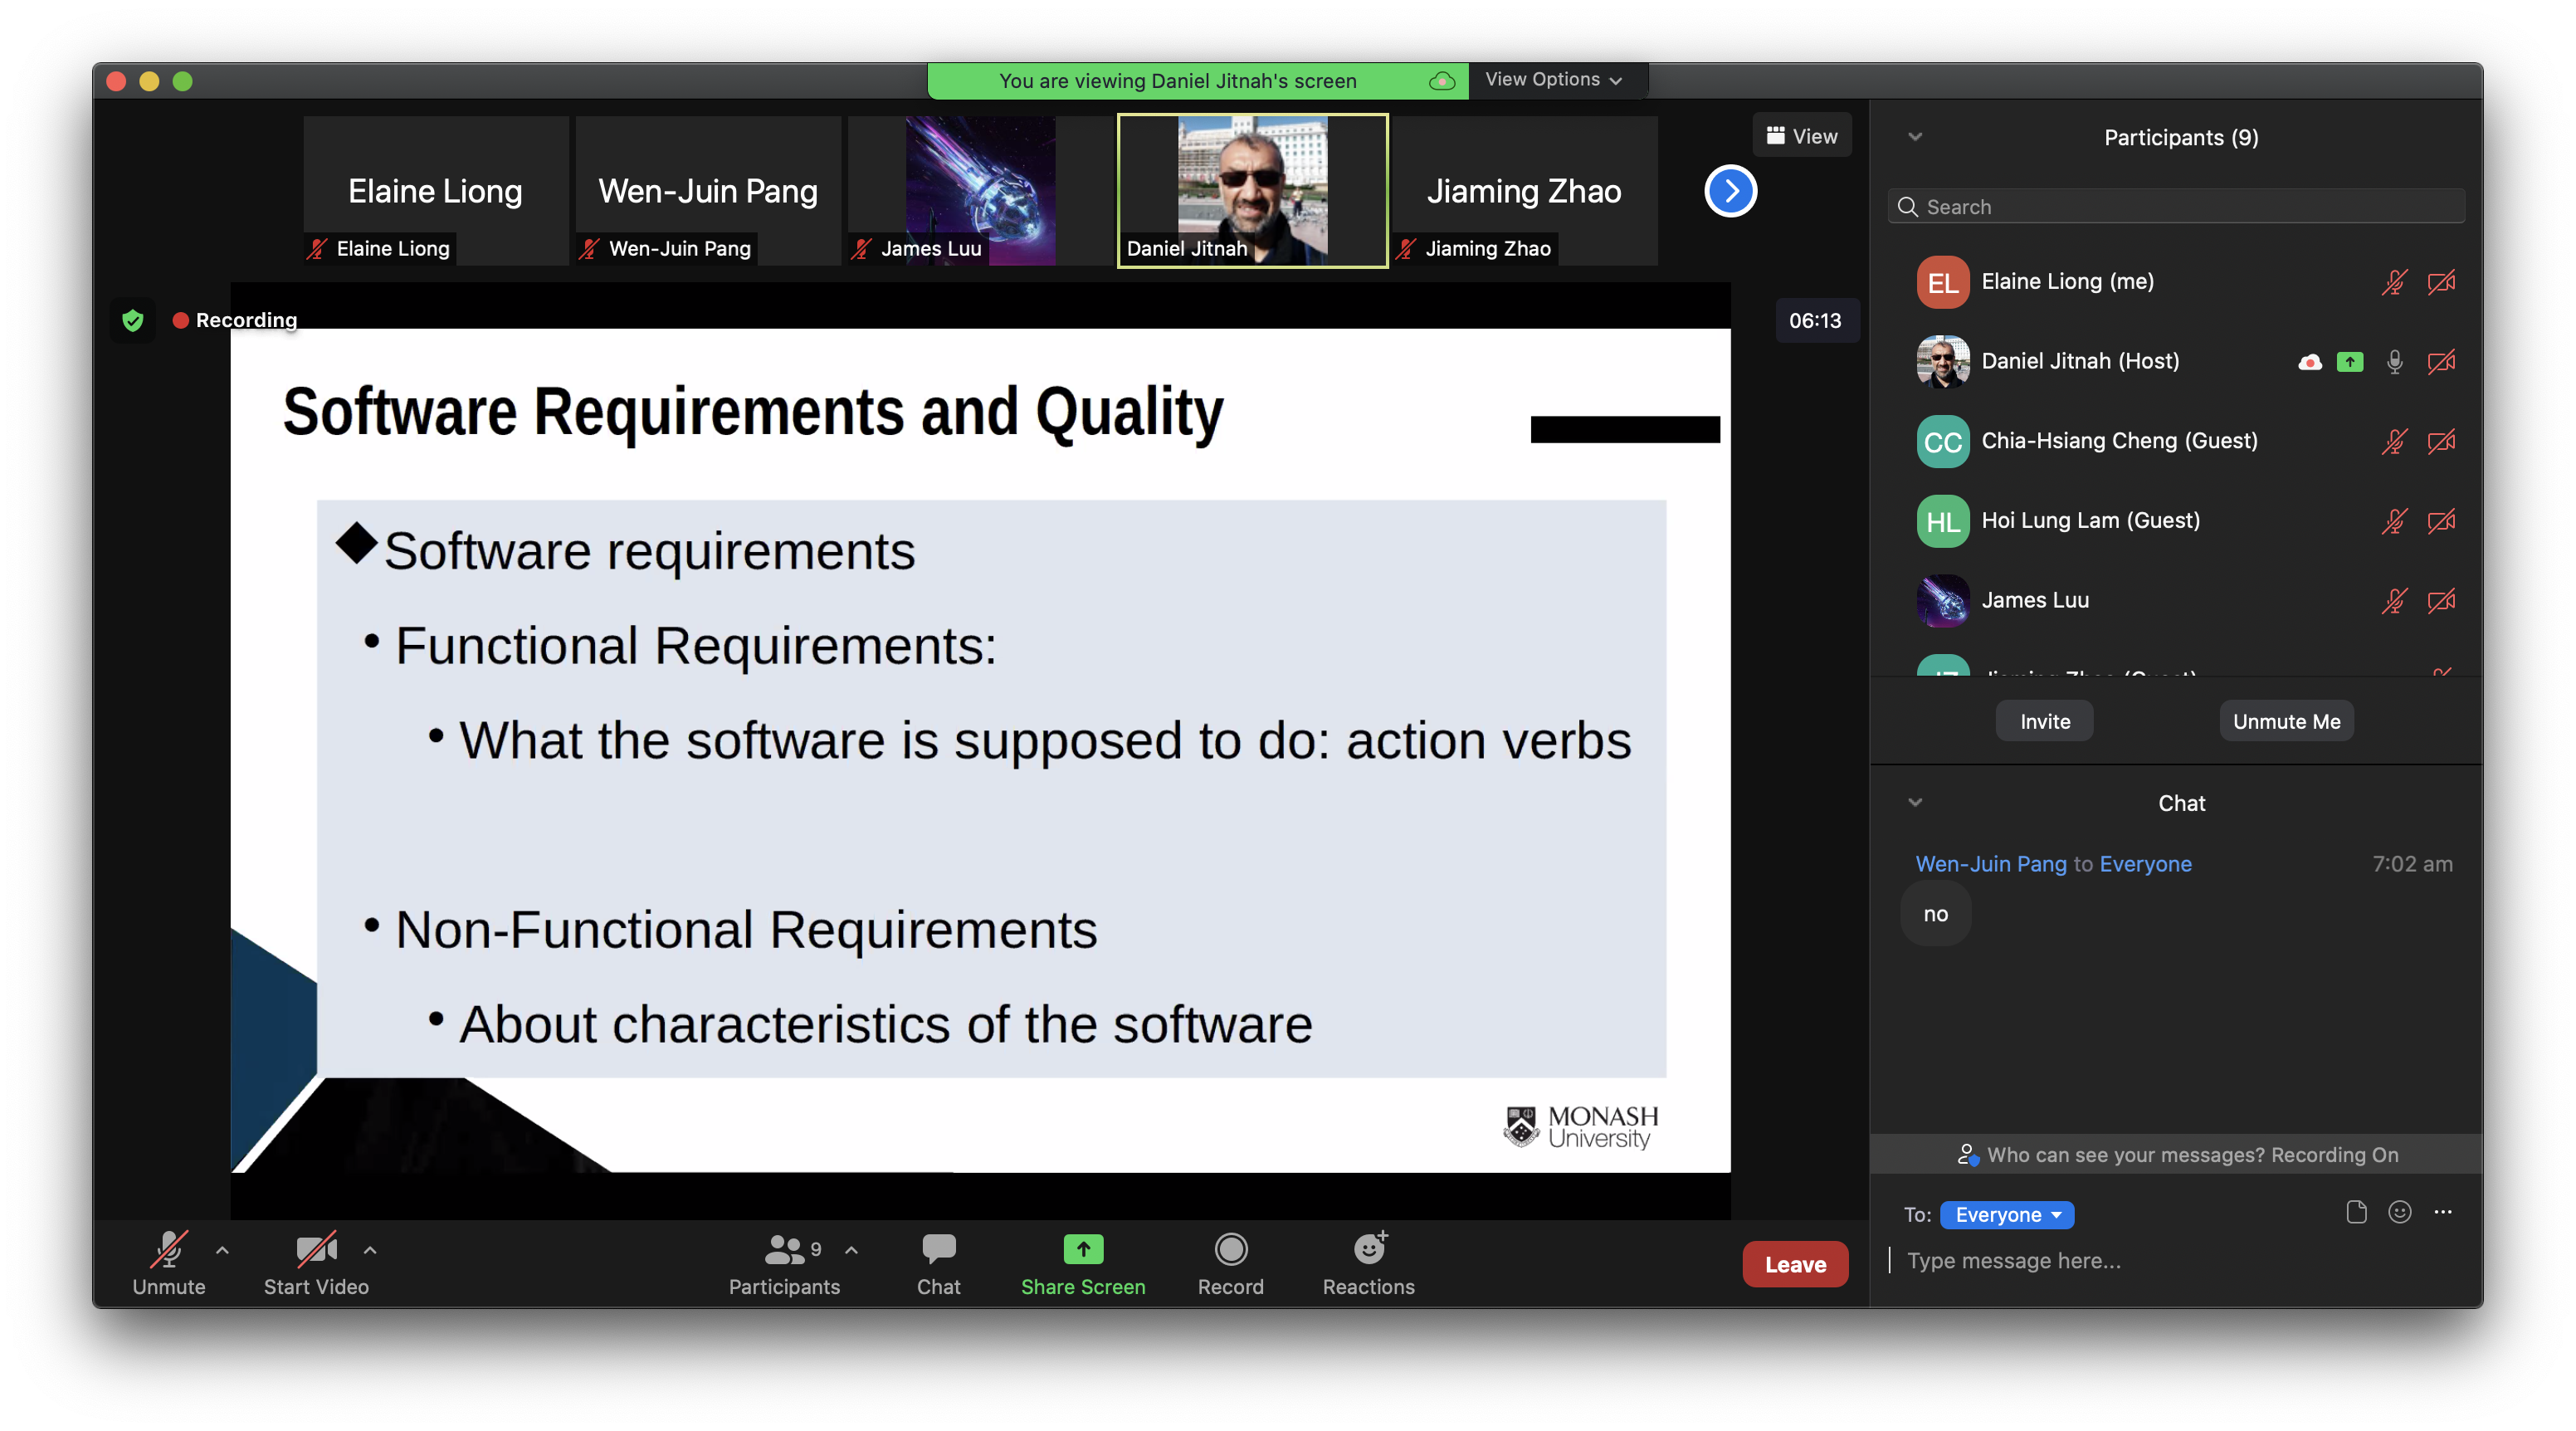 You are viewing Daniel Jitnah's screen
View Options
Elaine Liong
Wen-Juin Pang
Jiaming Zhao
Elaine Liong
Wen-Juin Pang
James Luu
Daniel Jitnah
Jiaming Zhao
View
Recording
06:13
Software Requirements and Quality
Software requirements
• Functional Requirements:
• What the software is supposed to do: action verbs
• Non-Functional Requirements
• About characteristics of the software
MONASH
University
Unmute
Start Video
9
Participants
Chat
Share Screen
Record
Reactions
Leave
Participants (9)
Search
EL Elaine Liong (me)
Daniel Jitnah (Host)
CC Chia-Hsiang Cheng (Guest)
HL Hoi Lung Lam (Guest)
James Luu
Invite
Unmute Me
Chat
Wen-Juin Pang to Everyone 7:02 am
no
Who can see your messages? Recording On
To: Everyone
Type message here...